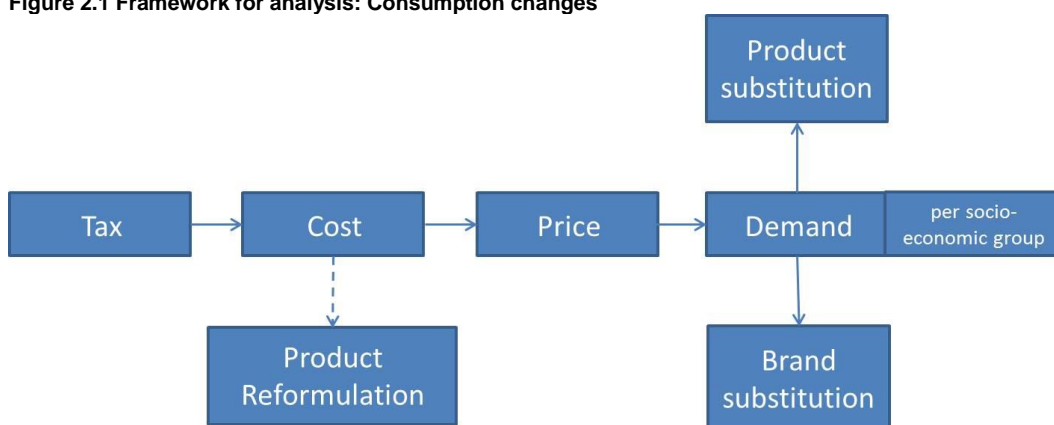 Figure 2.1 Framework for analysis: Consumption changes
Product
substitution
Tax
Cost
Price
Demand
per socio-
economic group
Product
Reformulation
Brand
substitution